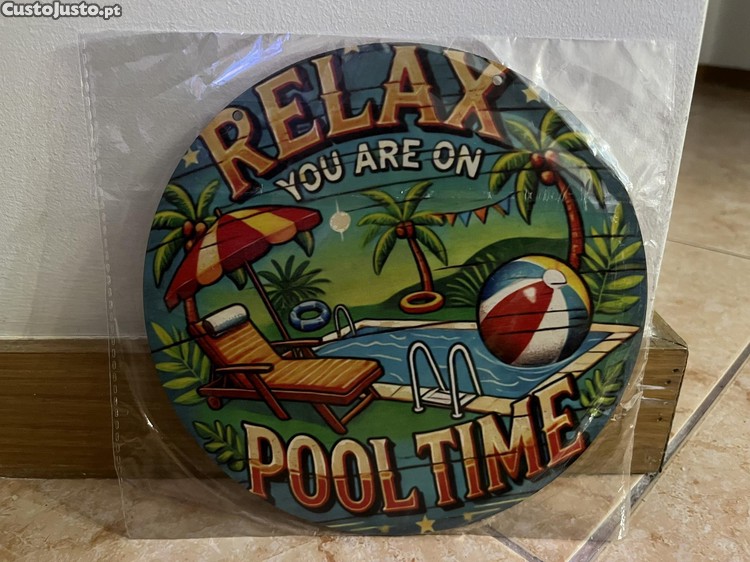 CustoJusto.pt
RELAX
YOU ARE ON
POOL TIME